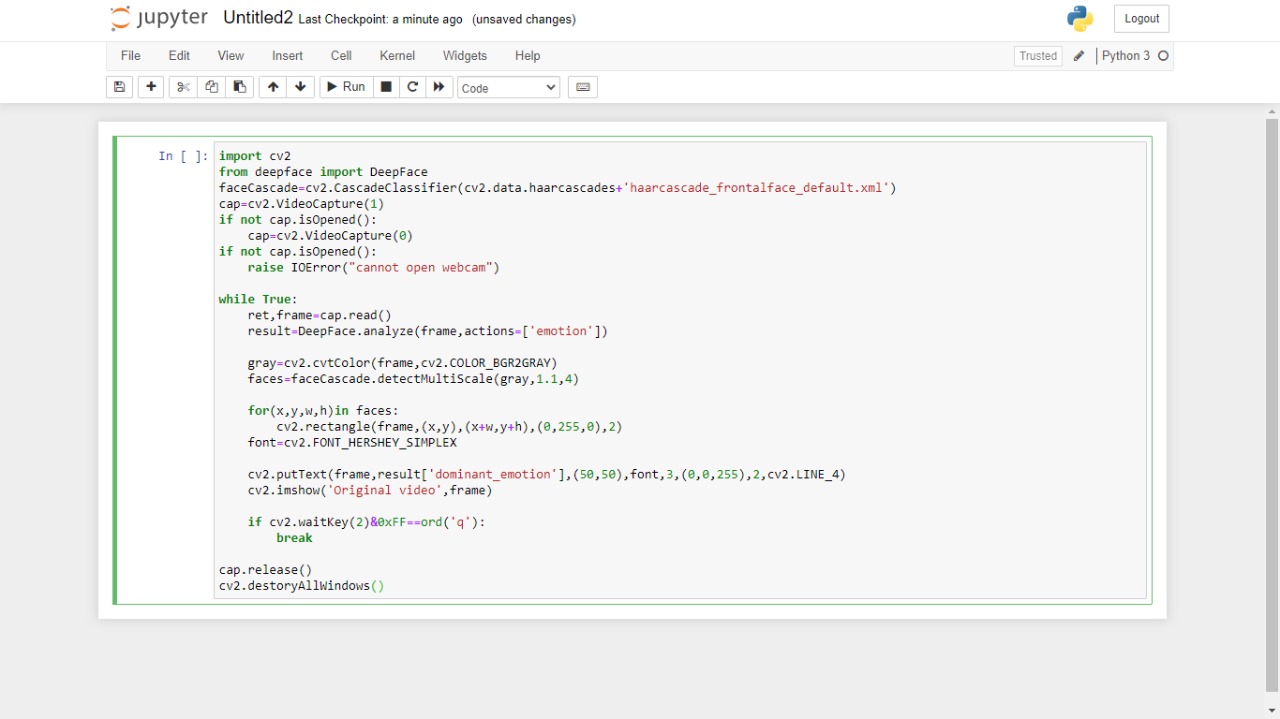 jupyter Untitled2 Last Checkpoint: a minute ago (unsaved changes) Logout
File Edit View Insert Cell Kernel Widgets Help Trusted Python 3
Run Code
In [ ]:
import cv2
from deepface import DeepFace
faceCascade=cv2.CascadeClassifier(cv2.data.haarcascades+'haarcascade_frontalface_default.xml')
cap=cv2.VideoCapture(1)
if not cap.isOpened():
    cap=cv2.VideoCapture(0)
if not cap.isOpened():
    raise IOError("cannot open webcam")

while True:
    ret,frame=cap.read()
    result=DeepFace.analyze(frame,actions=['emotion'])

    gray=cv2.cvtColor(frame,cv2.COLOR_BGR2GRAY)
    faces=faceCascade.detectMultiScale(gray,1.1,4)

    for(x,y,w,h)in faces:
        cv2.rectangle(frame,(x,y),(x+w,y+h),(0,255,0),2)
    font=cv2.FONT_HERSHEY_SIMPLEX

    cv2.putText(frame,result['dominant_emotion'],(50,50),font,3,(0,0,255),2,cv2.LINE_4)
    cv2.imshow('Original video',frame)

    if cv2.waitKey(2)&0xFF==ord('q'):
        break

cap.release()
cv2.destoryAllWindows()